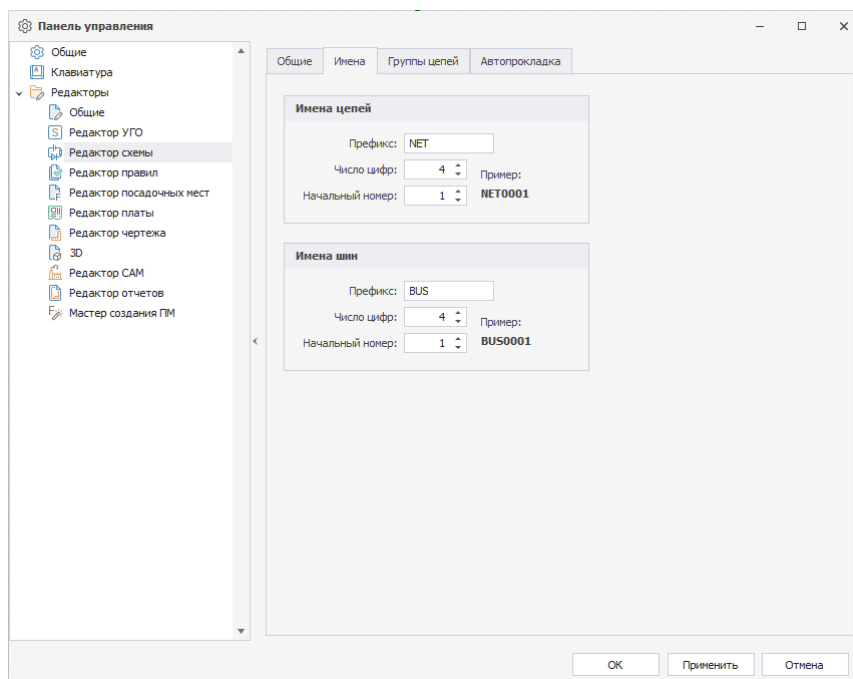 Панель управления
Общие
Клавиатура
Редакторы
Общие
Редактор УГО
Редактор схемы
Редактор правил
Редактор посадочных мест
Редактор платы
Редактор чертежа
3D
Редактор CAM
Редактор отчетов
Мастер создания ПМ
Общие Имена Группы цепей Автопрокладка
Имена цепей
Префикс: NET
Число цифр: 4 Пример:
Начальный номер: 1 NET0001
Имена шин
Префикс: BUS
Число цифр: 4 Пример:
Начальный номер: 1 BUS0001
ОК Применить Отмена